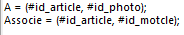 A = (#id_article, #id_photo);
Associe = (#id_article, #id_motcle);